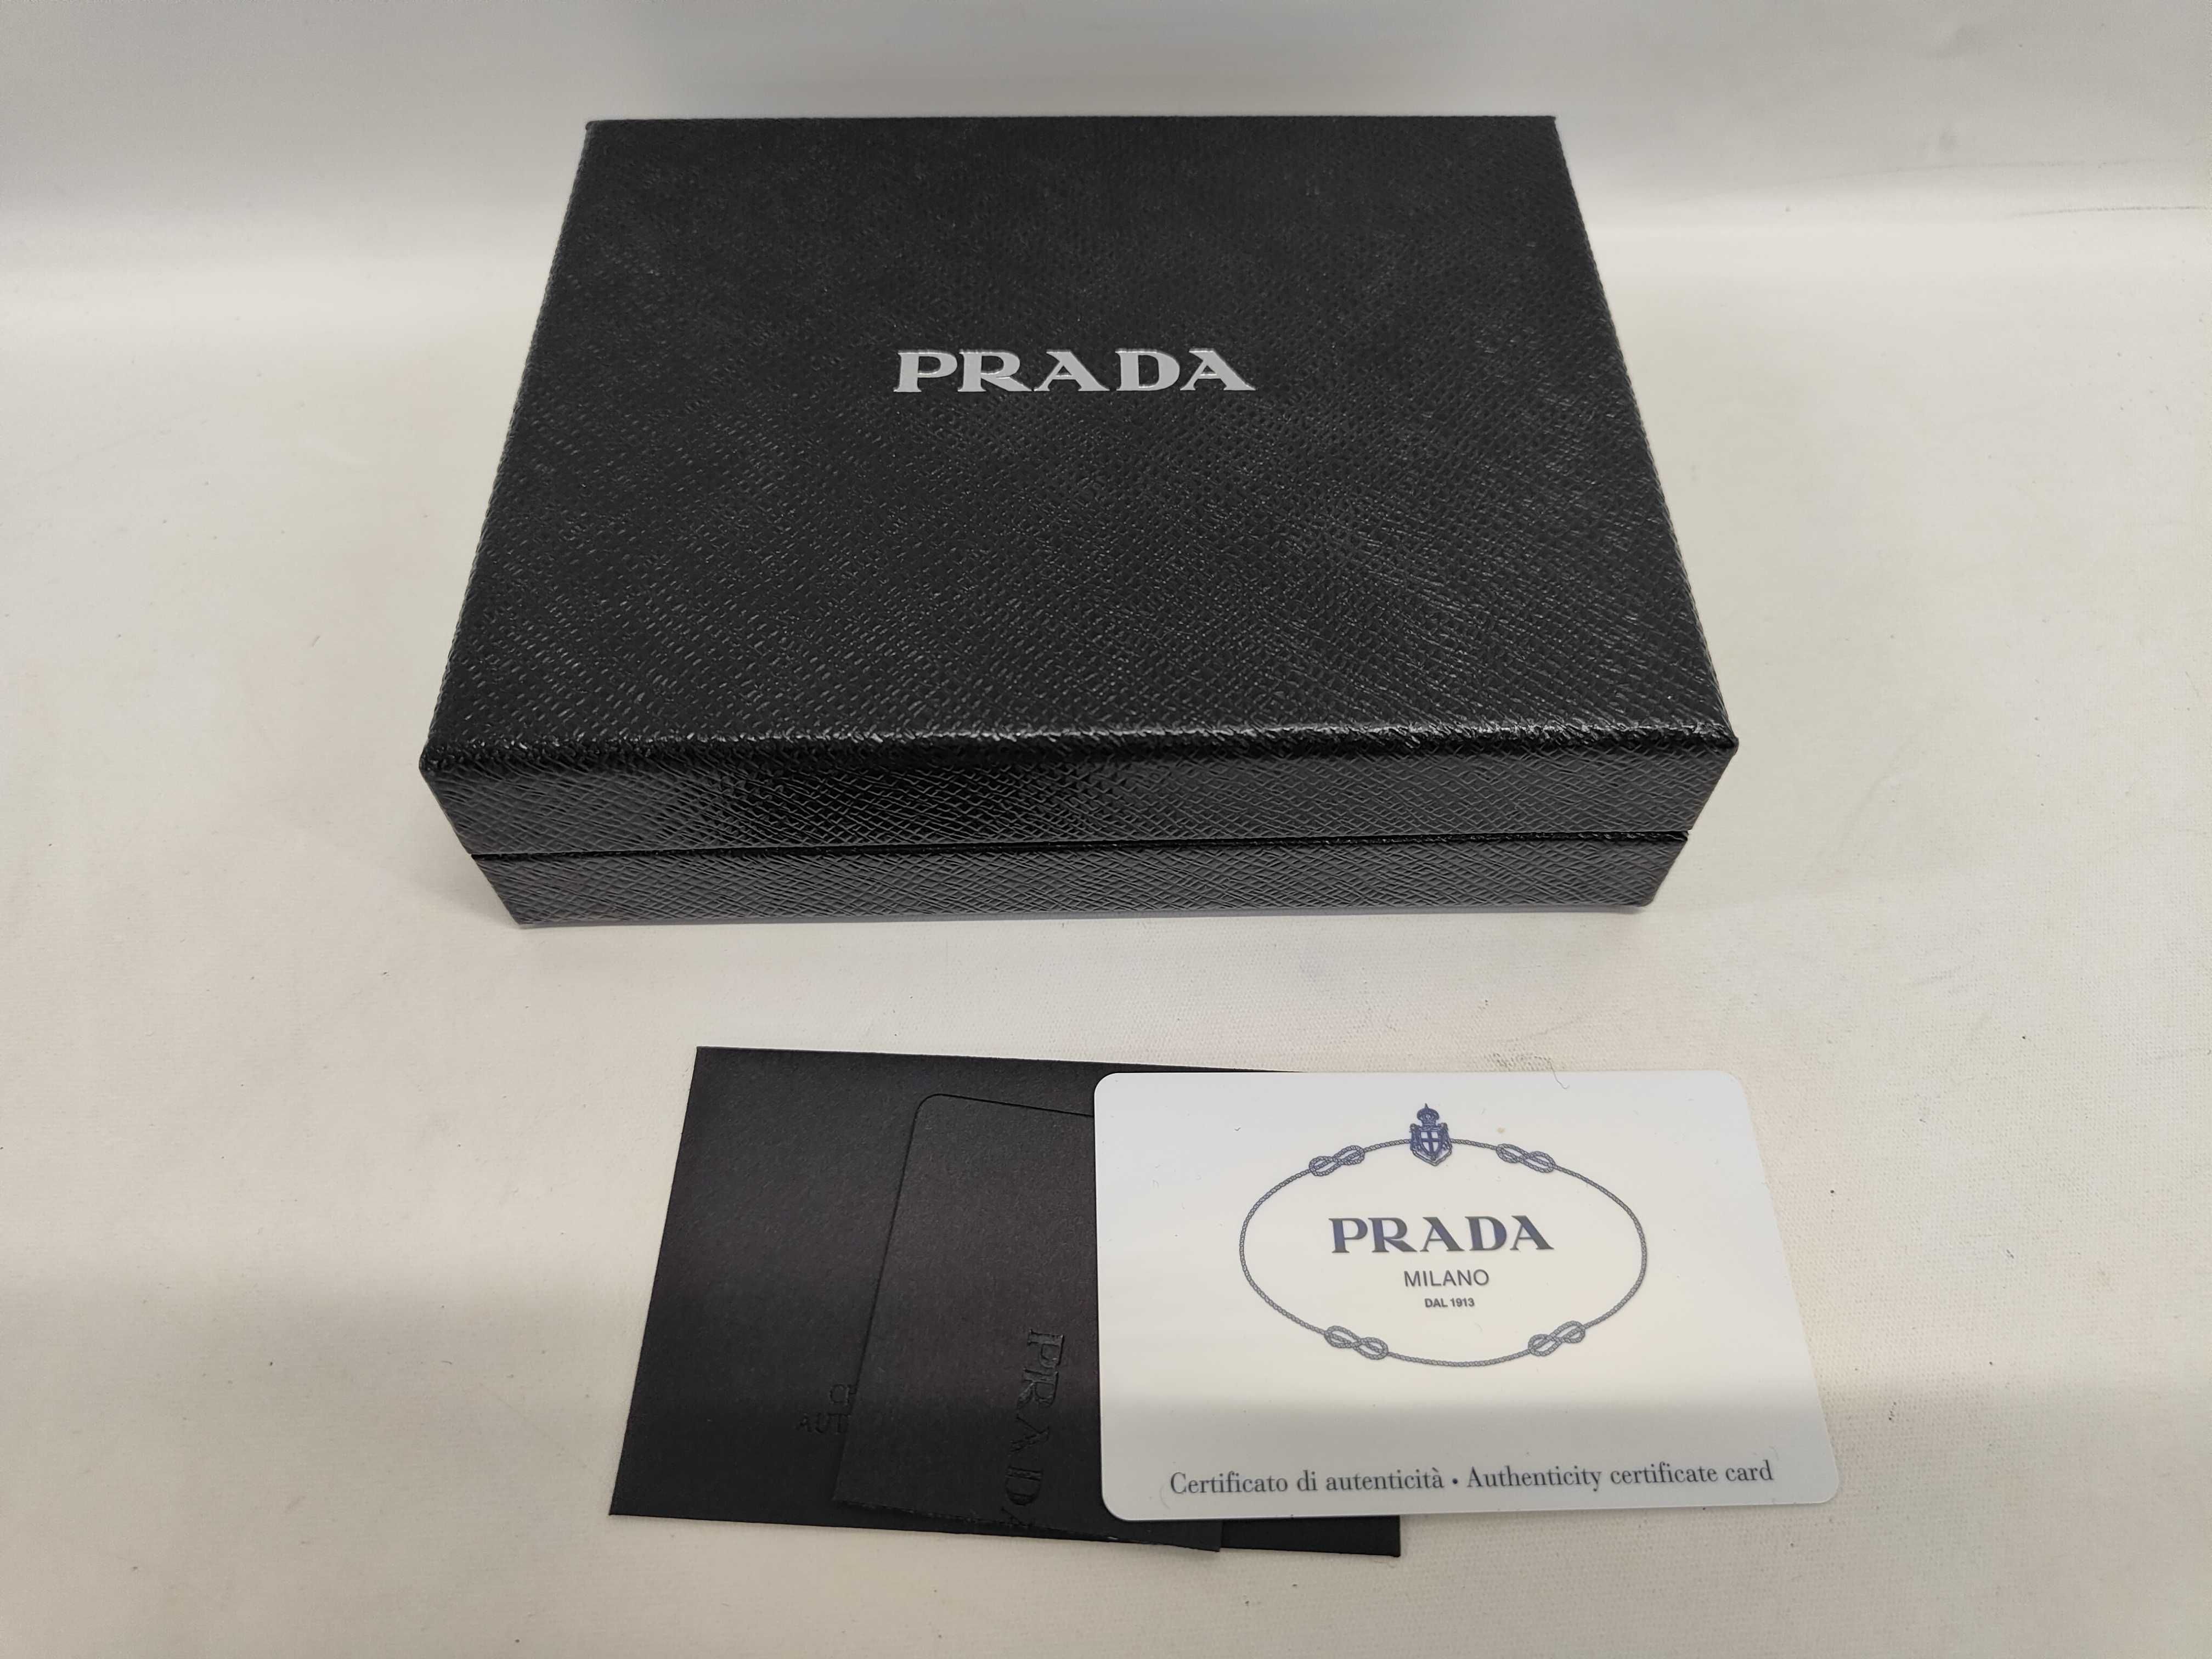 PRADA
PRADA
PRADA
MILANO
DAL 1913
Certificato di autenticità • Authenticity certificate card